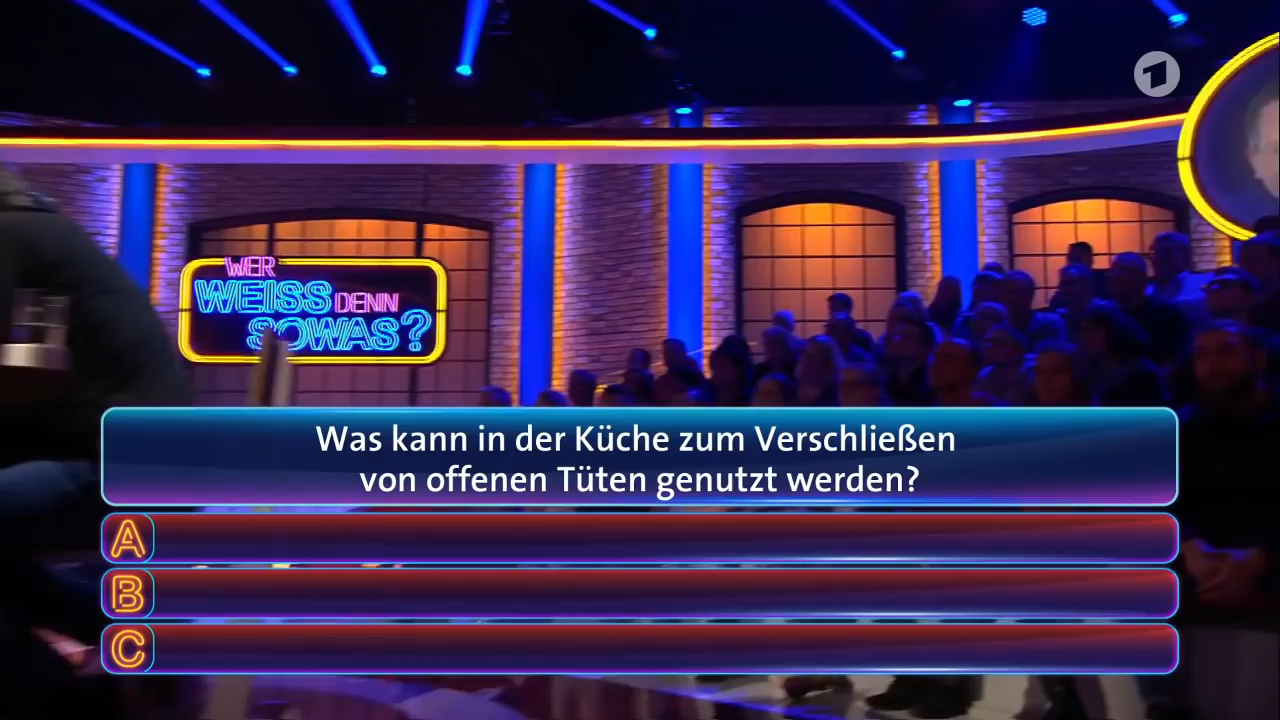 WER
WEISS DENN
SOWAS?
Was kann in der Küche zum Verschließen
von offenen Tüten genutzt werden?
A
B
C